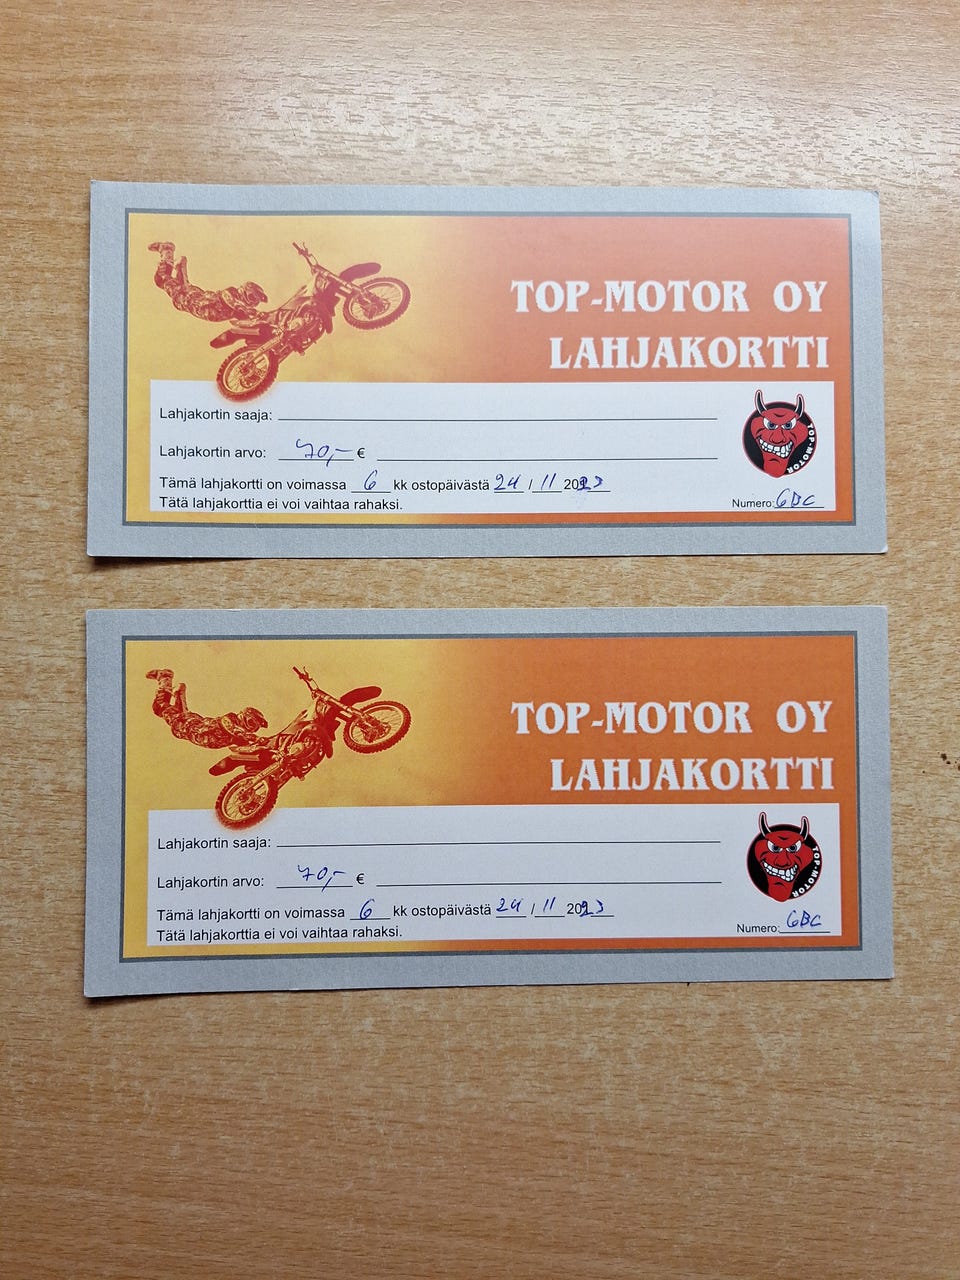 TOP-MOTOR OY
LAHJAKORTTI
Lahjakortin saaja:
Lahjakortin arvo: 70,- €
TOP-MOTOR
Tämä lahjakortti on voimassa 6 kk ostopäivästä 24 / 11 2023
Tätä lahjakorttia ei voi vaihtaa rahaksi.
Numero: GBC
TOP-MOTOR OY
LAHJAKORTTI
Lahjakortin saaja:
Lahjakortin arvo: 70,- €
TOP-MOTOR
Tämä lahjakortti on voimassa 6 kk ostopäivästä 24 / 11 2023
Tätä lahjakorttia ei voi vaihtaa rahaksi.
Numero: GBC